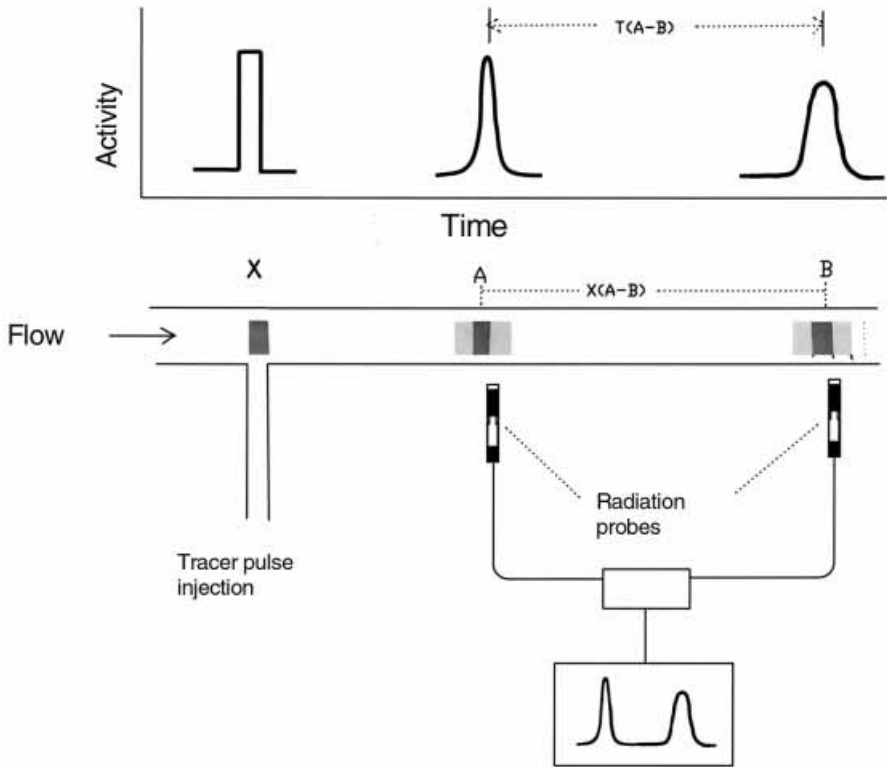 T(A-B)
Activity
Time
X
A
B
X(A-B)
Flow
Radiation
probes
Tracer pulse
injection